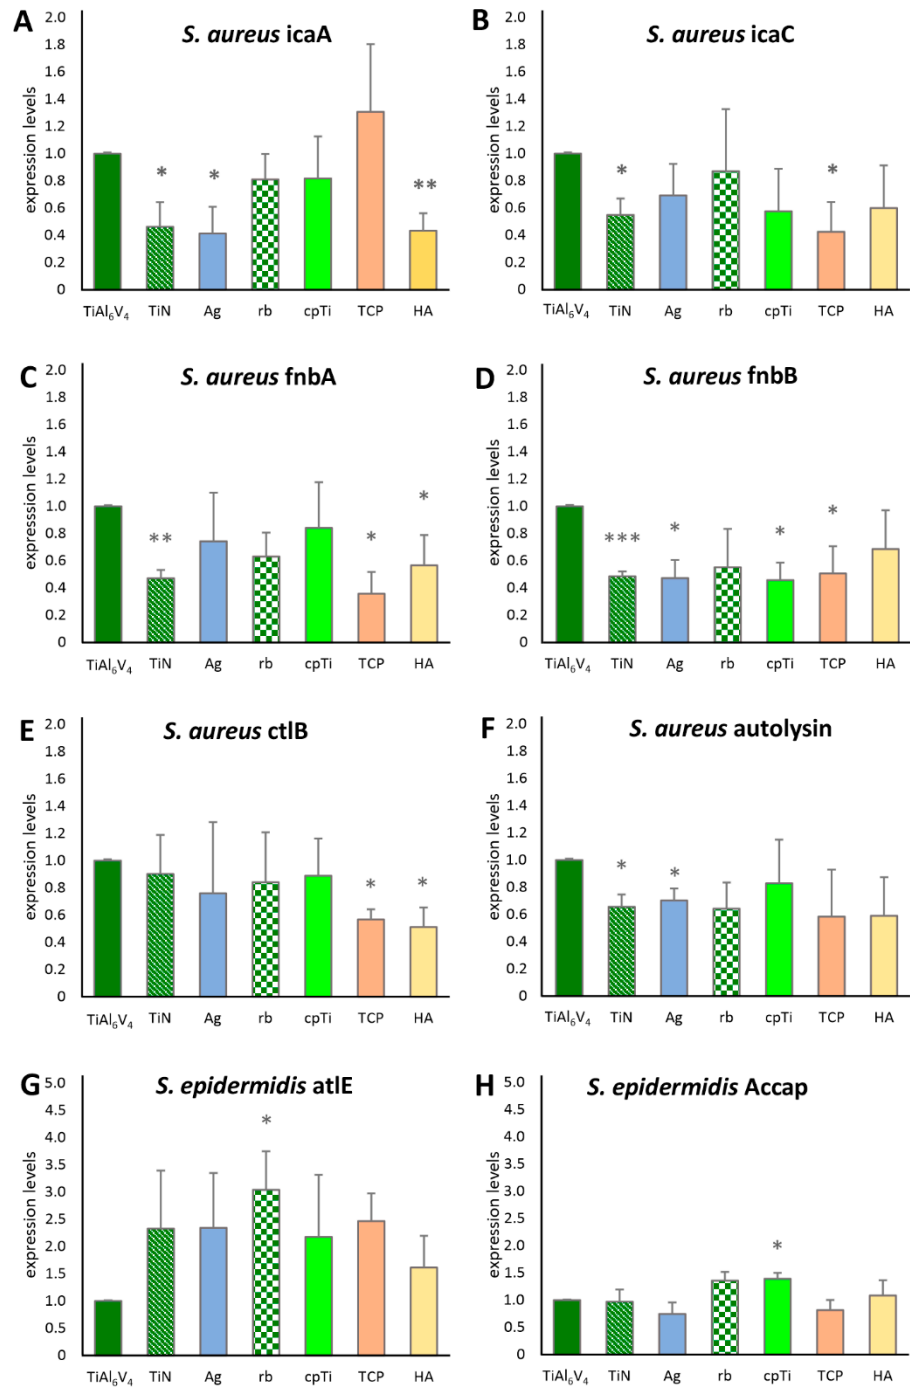 A
S. aureus icaA
expression levels
2.0
1.8
1.6
1.4
1.2
1.0
0.8
0.6
0.4
0.2
0
* * **
TiAl₆V₄ TiN Ag rb cpTi TCP HA
B
S. aureus icaC
expression levels
2.0
1.8
1.6
1.4
1.2
1.0
0.8
0.6
0.4
0.2
0
* *
TiAl₆V₄ TiN Ag rb cpTi TCP HA
C
S. aureus fnbA
expresssion levels
2.0
1.8
1.6
1.4
1.2
1.0
0.8
0.6
0.4
0.2
0
** * *
TiAl₆V₄ TiN Ag rb cpTi TCP HA
D
S. aureus fnbB
expression levels
2.0
1.8
1.6
1.4
1.2
1.0
0.8
0.6
0.4
0.2
0
*** * * *
TiAl₆V₄ TiN Ag rb cpTi TCP HA
E
S. aureus ctlB
expression levels
2.0
1.8
1.6
1.4
1.2
1.0
0.8
0.6
0.4
0.2
0
* *
TiAl₆V₄ TiN Ag rb cpTi TCP HA
F
S. aureus autolysin
expression levels
2.0
1.8
1.6
1.4
1.2
1.0
0.8
0.6
0.4
0.2
0
* *
TiAl₆V₄ TiN Ag rb cpTi TCP HA
G
S. epidermidis atlE
expression levels
5.0
4.5
4.0
3.5
3.0
2.5
2.0
1.5
1.0
0.5
0
*
TiAl₆V₄ TiN Ag rb cpTi TCP HA
H
S. epidermidis Accap
expression levels
5.0
4.5
4.0
3.5
3.0
2.5
2.0
1.5
1.0
0.5
0
*
TiAl₆V₄ TiN Ag rb cpTi TCP HA